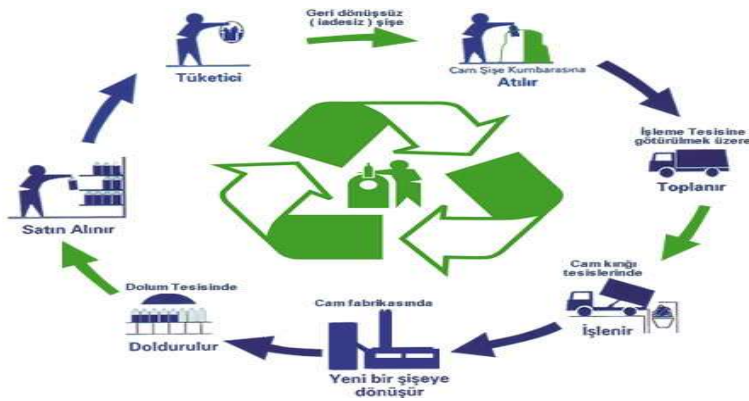 Geri dönüşsüz
( iadesiz ) şişe
Tüketici
Cam Şişe Kumbarasına
Atılır
İşleme Tesisine
götürülmek üzere
Toplanır
Cam kırığı
tesislerinde
İşlenir
Cam fabrikasında
Yeni bir şişeye
dönüşür
Dolum Tesisinde
Doldurulur
Satın Alınır